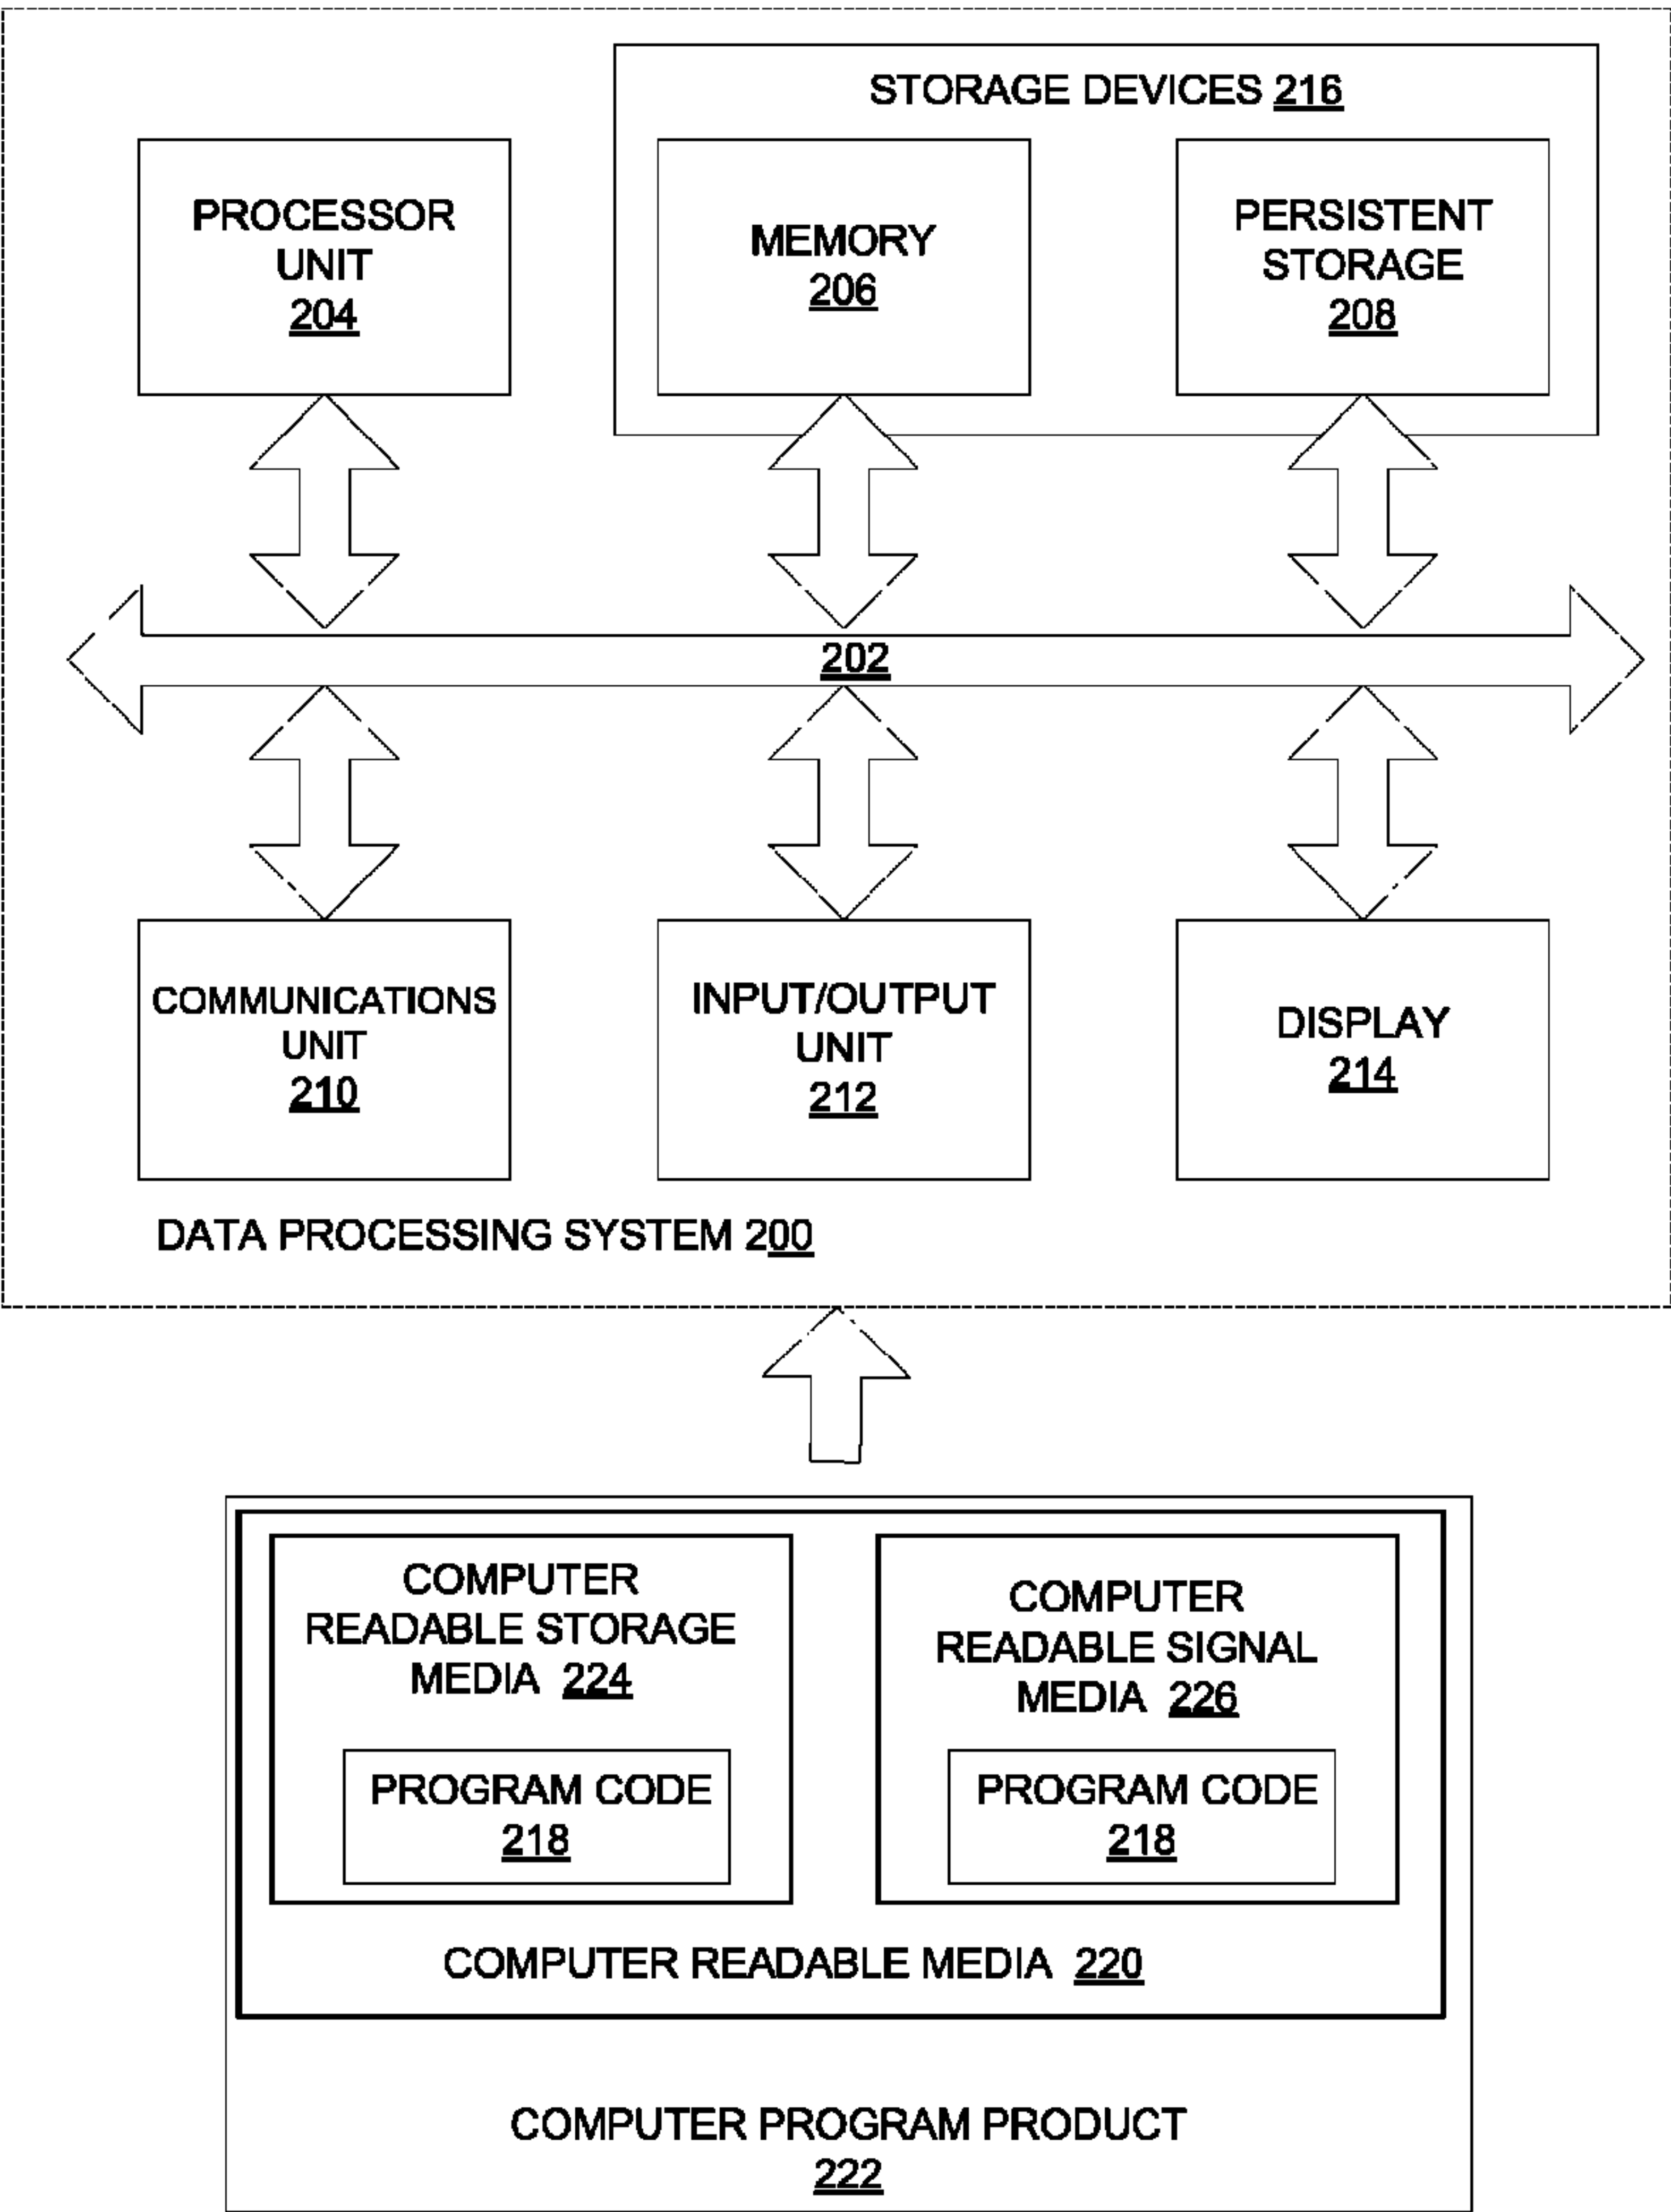 STORAGE DEVICES 216
PROCESSOR
UNIT
204
MEMORY
206
PERSISTENT
STORAGE
208
202
COMMUNICATIONS
UNIT
210
INPUT/OUTPUT
UNIT
212
DISPLAY
214
DATA PROCESSING SYSTEM 200
COMPUTER
READABLE STORAGE
MEDIA 224
PROGRAM CODE
218
COMPUTER
READABLE SIGNAL
MEDIA 226
PROGRAM CODE
218
COMPUTER READABLE MEDIA 220
COMPUTER PROGRAM PRODUCT
222